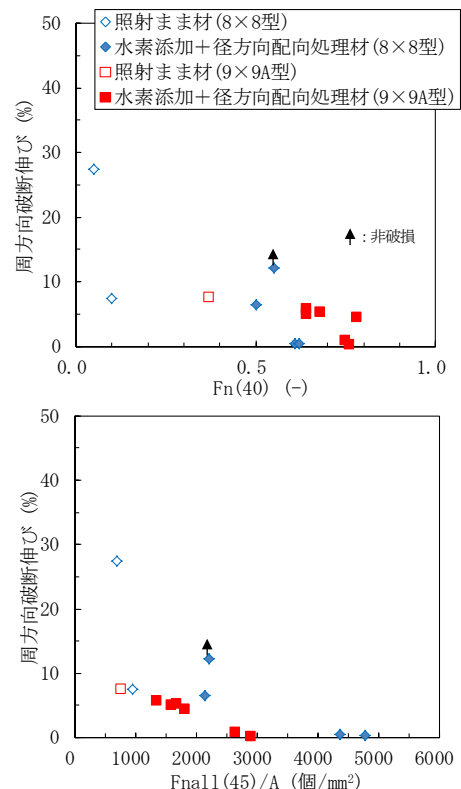 50
◇照射まま材(8×8型)
◆水素添加＋径方向配向処理材(8×8型)
□照射まま材(9×9A型)
■水素添加＋径方向配向処理材(9×9A型)
40
30
20
10
0
周方向破断伸び (%)
:非破損
0.0 0.5 1.0
Fn(40) (-)
50
40
30
20
10
0
周方向破断伸び (%)
0 1000 2000 3000 4000 5000 6000
Fnall(45)/A (個/mm²)